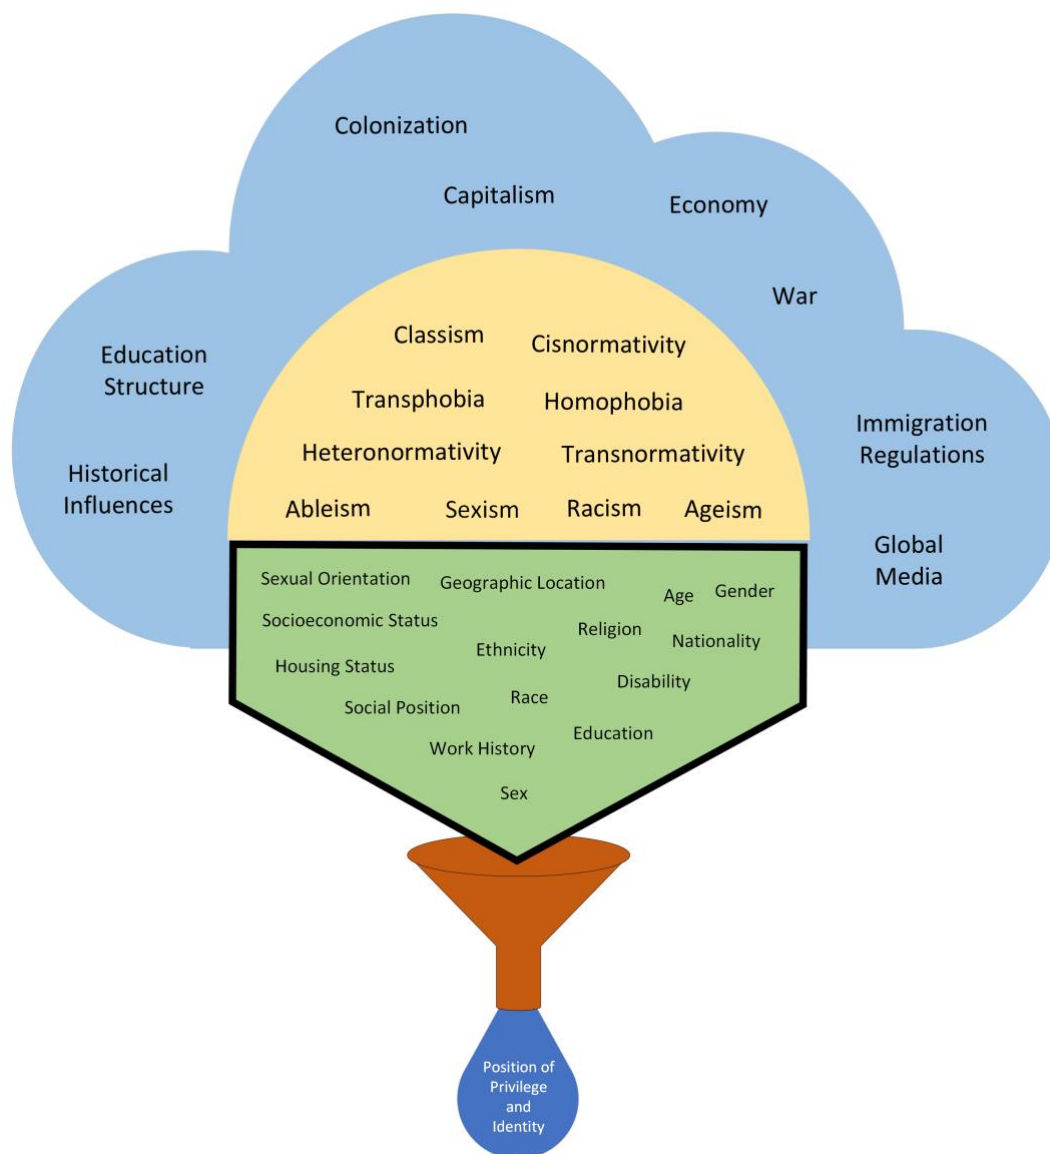 Colonization
Capitalism
Economy
War
Education
Structure
Historical
Influences
Immigration
Regulations
Global
Media
Classism
Cisnormativity
Transphobia
Homophobia
Heteronormativity
Transnormativity
Ableism
Sexism
Racism
Ageism
Sexual Orientation
Geographic Location
Age
Gender
Socioeconomic Status
Religion
Nationality
Ethnicity
Housing Status
Disability
Social Position
Race
Work History
Education
Sex
Position of
Privilege
and
Identity